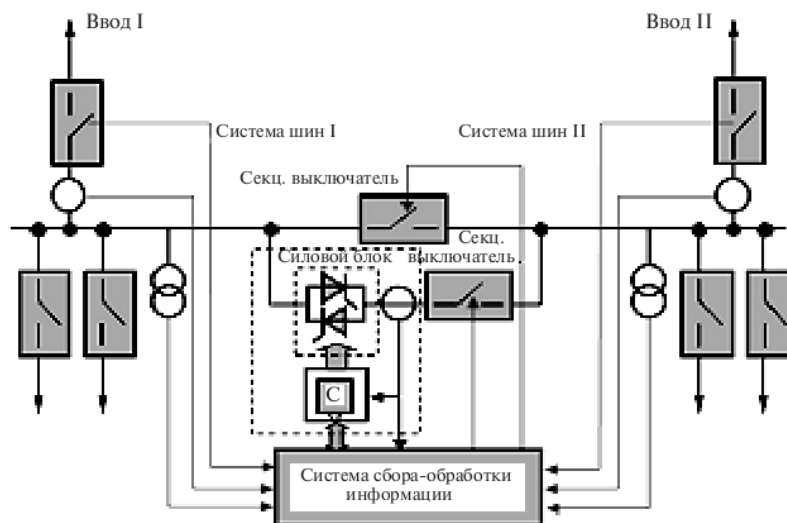 Ввод I
Ввод II
Система шин I
Система шин II
Секц. выключатель
Секц.
Силовой блок
выключатель
С
Система сбора-обработки
информации